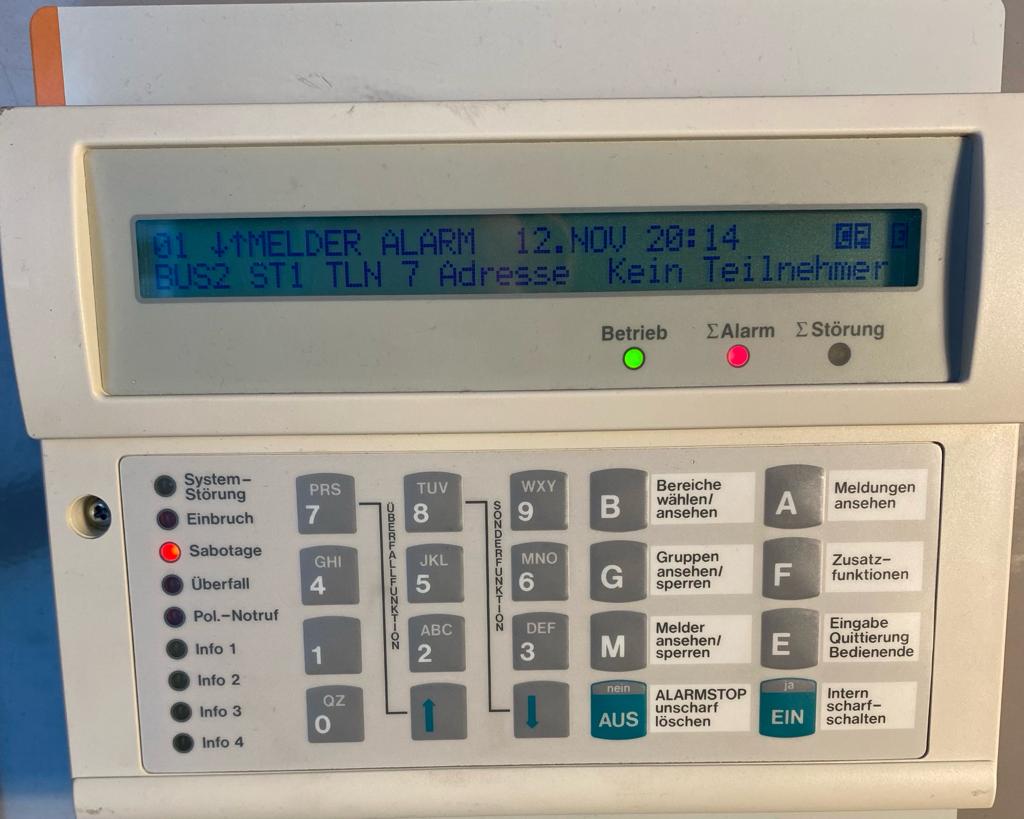 01 ↓↑MELDER ALARM 12.NOV 20:14 CF E
BUS2 ST1 TLN 7 Adresse Kein Teilnehmer
Betrieb
ΣAlarm
ΣStörung
System-
Störung
Einbruch
Sabotage
Überfall
Pol.-Notruf
Info 1
Info 2
Info 3
Info 4
PRS
7
TUV
8
WXY
9
GHI
4
JKL
5
MNO
6
1
ABC
2
DEF
3
QZ
0
↑
↓
ÜBERFALLFUNKTION
SONDERFUNKTION
B
Bereiche
wählen/
ansehen
A
Meldungen
ansehen
G
Gruppen
ansehen/
sperren
F
Zusatz-
funktionen
M
Melder
ansehen/
sperren
E
Eingabe
Quittierung
Bedienende
nein
AUS
ALARMSTOP
unscharf
löschen
ja
EIN
Intern
scharf-
schalten